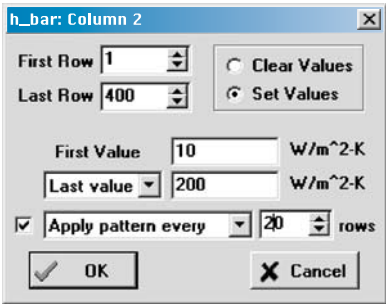 h_bar: Column 2
First Row 1
Last Row 400
Clear Values
Set Values
First Value 10 W/m^2-K
Last value 200 W/m^2-K
Apply pattern every 20 rows
OK
Cancel